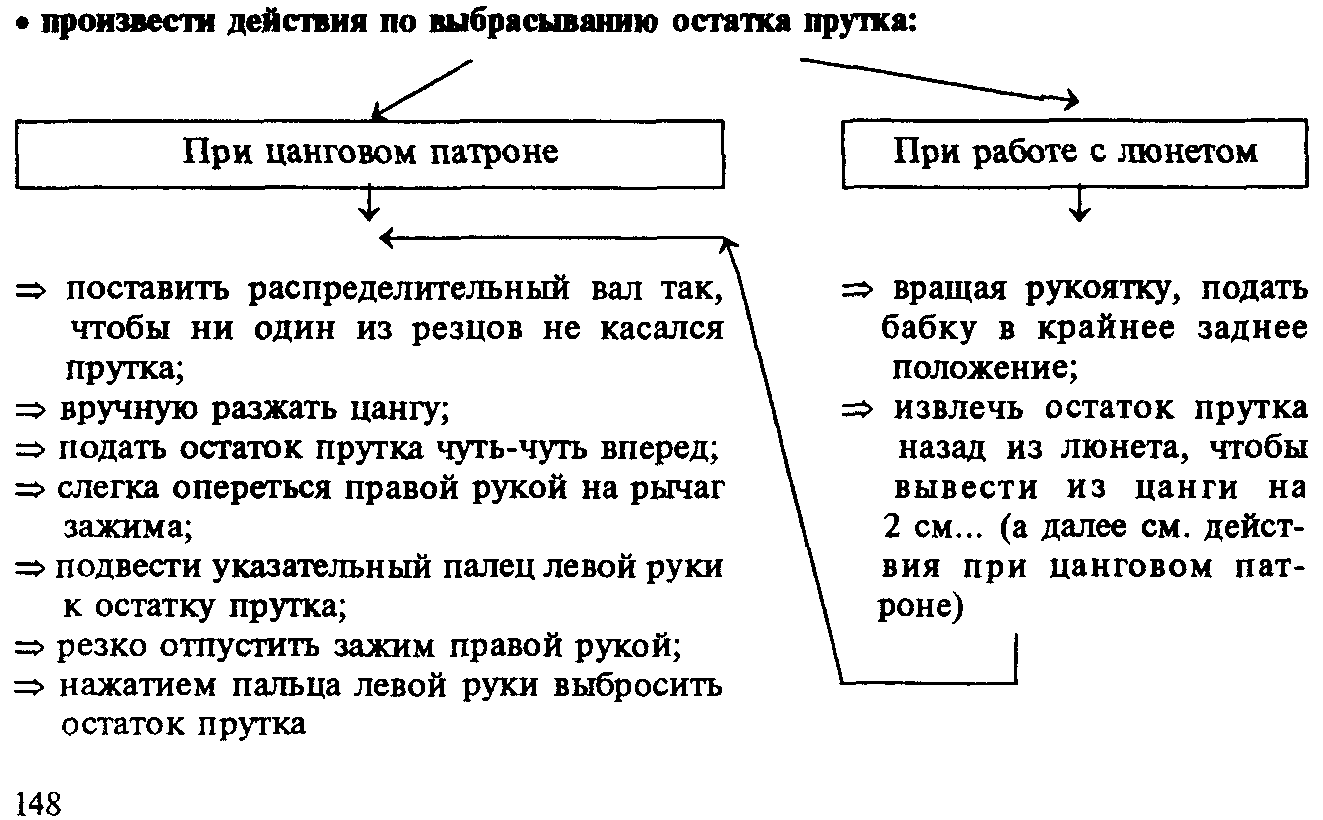 • произвести действия по выбрасыванию остатка прутка:
При цанговом патроне
⇒ поставить распределительный вал так,
чтобы ни один из резцов не касался
прутка;
⇒ вручную разжать цангу;
⇒ подать остаток прутка чуть-чуть вперед;
⇒ слегка опереться правой рукой на рычаг
зажима;
⇒ подвести указательный палец левой руки
к остатку прутка;
⇒ резко отпустить зажим правой рукой;
⇒ нажатием пальца левой руки выбросить
остаток прутка
При работе с люнетом
⇒ вращая рукоятку, подать
бабку в крайнее заднее
положение;
⇒ извлечь остаток прутка
назад из люнета, чтобы
вывести из цанги на
2 см... (а далее см. дейст-
вия при цанговом пат-
роне)
148